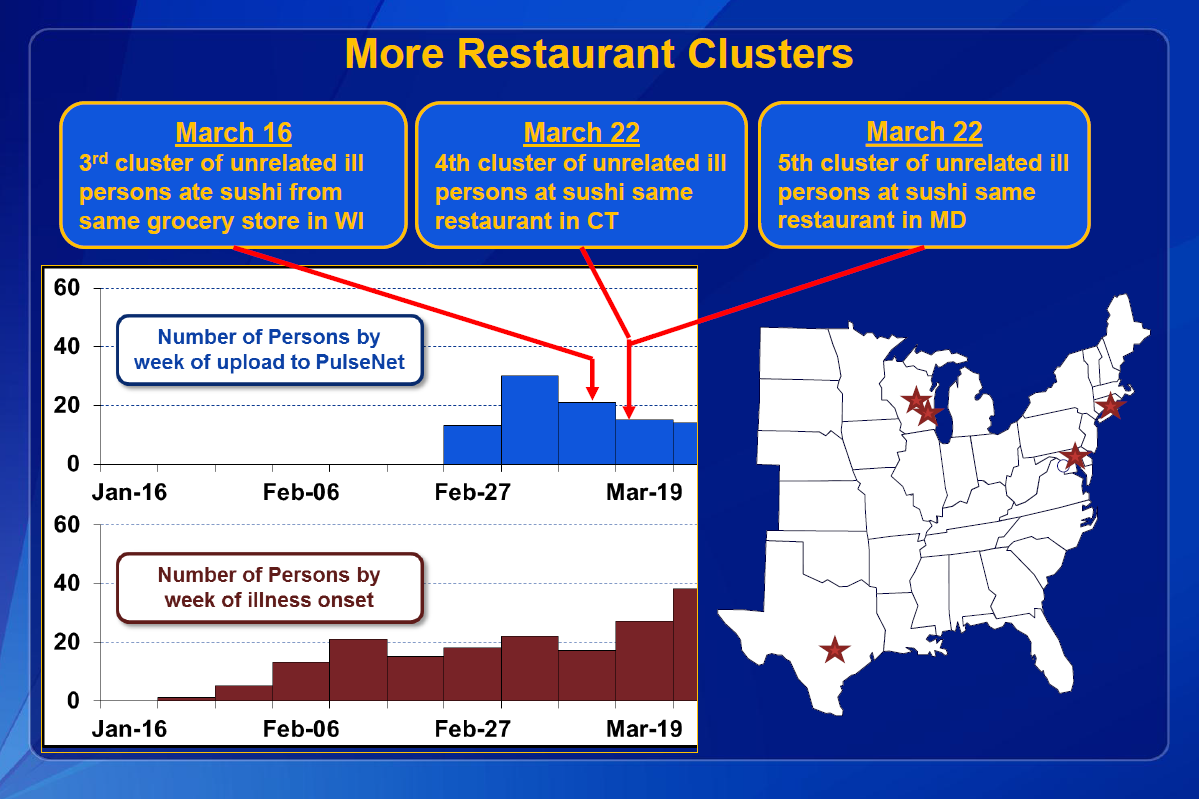 More Restaurant Clusters
March 16
3rd cluster of unrelated ill
persons ate sushi from
same grocery store in WI
March 22
4th cluster of unrelated ill
persons at sushi same
restaurant in CT
March 22
5th cluster of unrelated ill
persons at sushi same
restaurant in MD
60
40
20
0
Number of Persons by
week of upload to PulseNet
Jan-16 Feb-06 Feb-27 Mar-19
60
40
20
0
Number of Persons by
week of illness onset
Jan-16 Feb-06 Feb-27 Mar-19